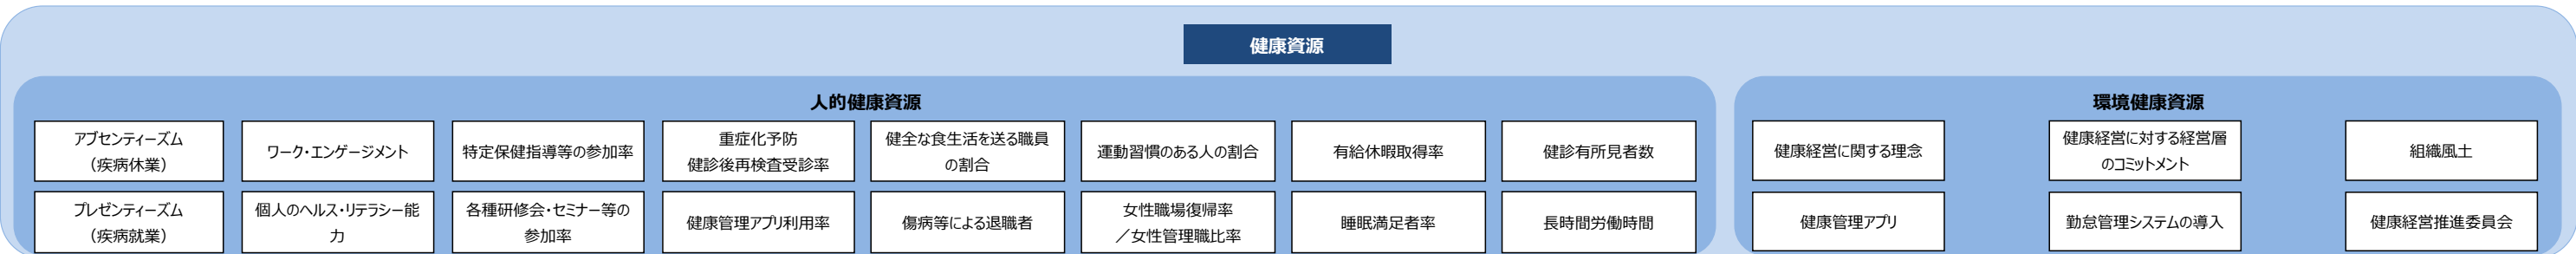 健康資源
人的健康資源
アブセンティーズム
（疾病休業）
ワーク・エンゲージメント
特定保健指導等の参加率
重症化予防
健診後再検査受診率
健全な食生活を送る職員
の割合
運動習慣のある人の割合
有給休暇取得率
健診有所見者数
プレゼンティーズム
（疾病就業）
個人のヘルス・リテラシー能
力
各種研修会・セミナー等の
参加率
健康管理アプリ利用率
傷病等による退職者
女性職場復帰率
／女性管理職比率
睡眠満足者率
長時間労働時間
環境健康資源
健康経営に関する理念
健康経営に対する経営層
のコミットメント
組織風土
健康管理アプリ
勤怠管理システムの導入
健康経営推進委員会